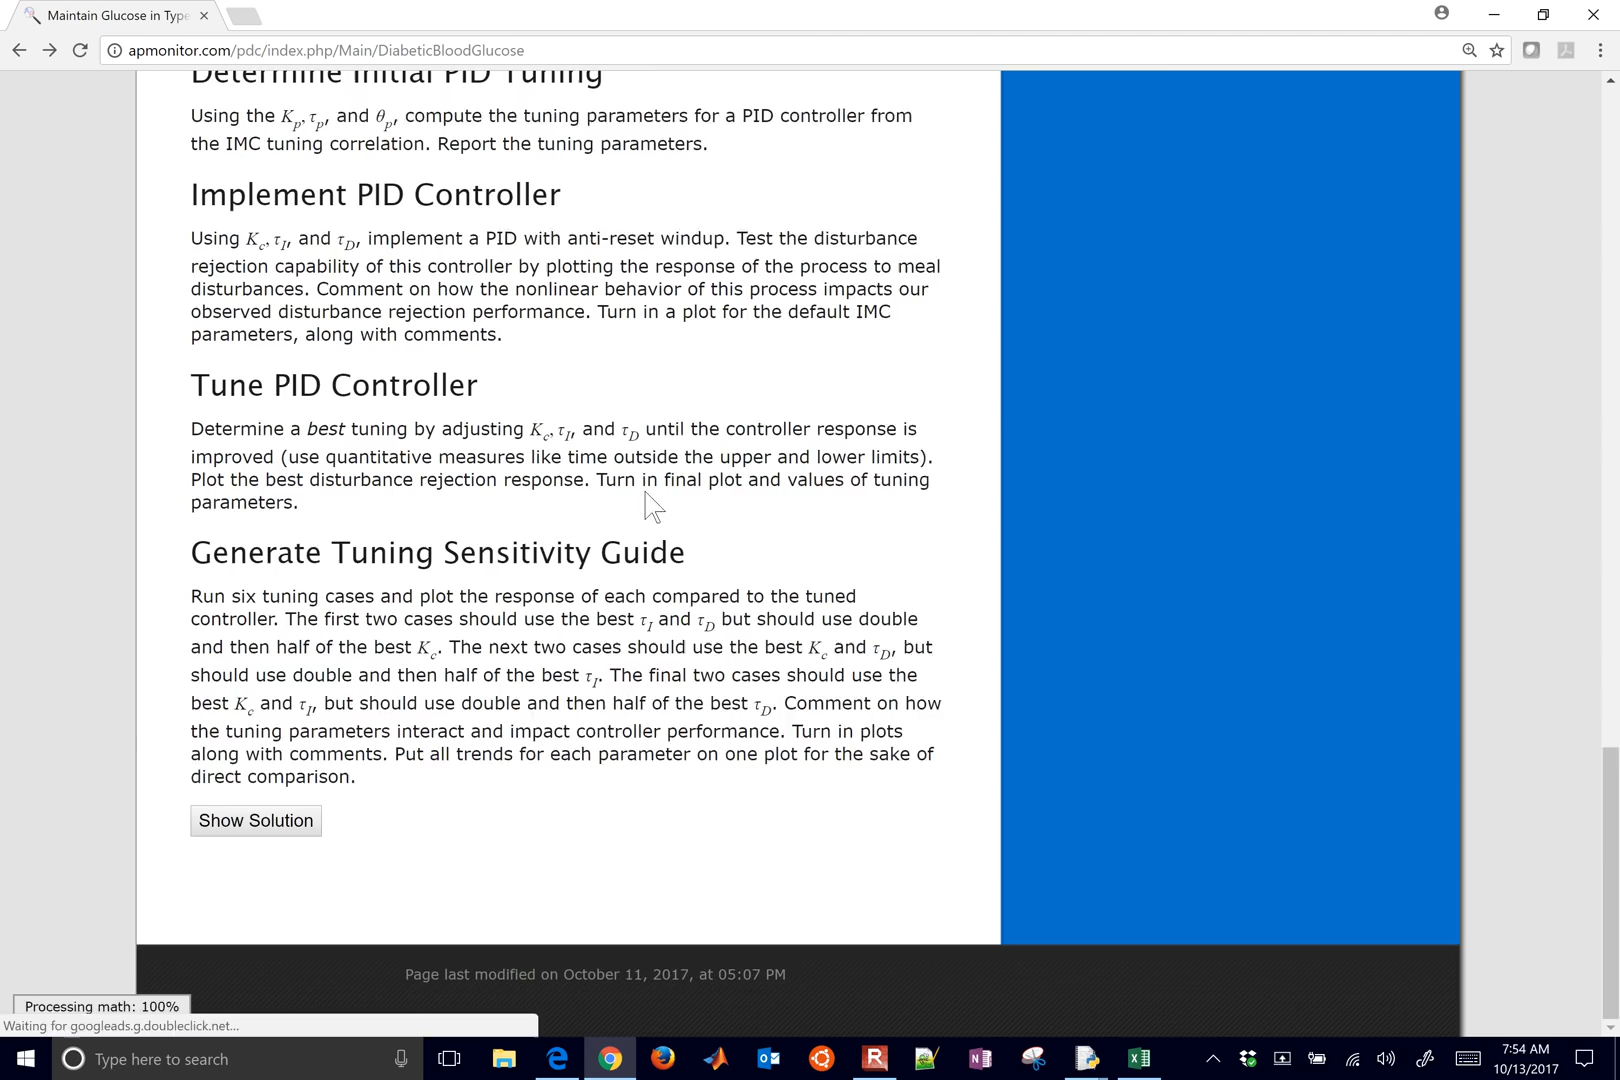 Maintain Glucose in Type
apmonitor.com/pdc/index.php/Main/DiabeticBloodGlucose
Determine Initial PID Tuning
Using the Kp, τp, and θp, compute the tuning parameters for a PID controller from
the IMC tuning correlation. Report the tuning parameters.
Implement PID Controller
Using Kc, τI, and τD, implement a PID with anti-reset windup. Test the disturbance
rejection capability of this controller by plotting the response of the process to meal
disturbances. Comment on how the nonlinear behavior of this process impacts our
observed disturbance rejection performance. Turn in a plot for the default IMC
parameters, along with comments.
Tune PID Controller
Determine a best tuning by adjusting Kc, τI, and τD until the controller response is
improved (use quantitative measures like time outside the upper and lower limits).
Plot the best disturbance rejection response. Turn in final plot and values of tuning
parameters.
Generate Tuning Sensitivity Guide
Run six tuning cases and plot the response of each compared to the tuned
controller. The first two cases should use the best τI and τD but should use double
and then half of the best Kc. The next two cases should use the best Kc and τD, but
should use double and then half of the best τI. The final two cases should use the
best Kc and τI, but should use double and then half of the best τD. Comment on how
the tuning parameters interact and impact controller performance. Turn in plots
along with comments. Put all trends for each parameter on one plot for the sake of
direct comparison.
Show Solution
Page last modified on October 11, 2017, at 05:07 PM
Processing math: 100%
Waiting for googleads.g.doubleclick.net...
Type here to search
7:54 AM
10/13/2017